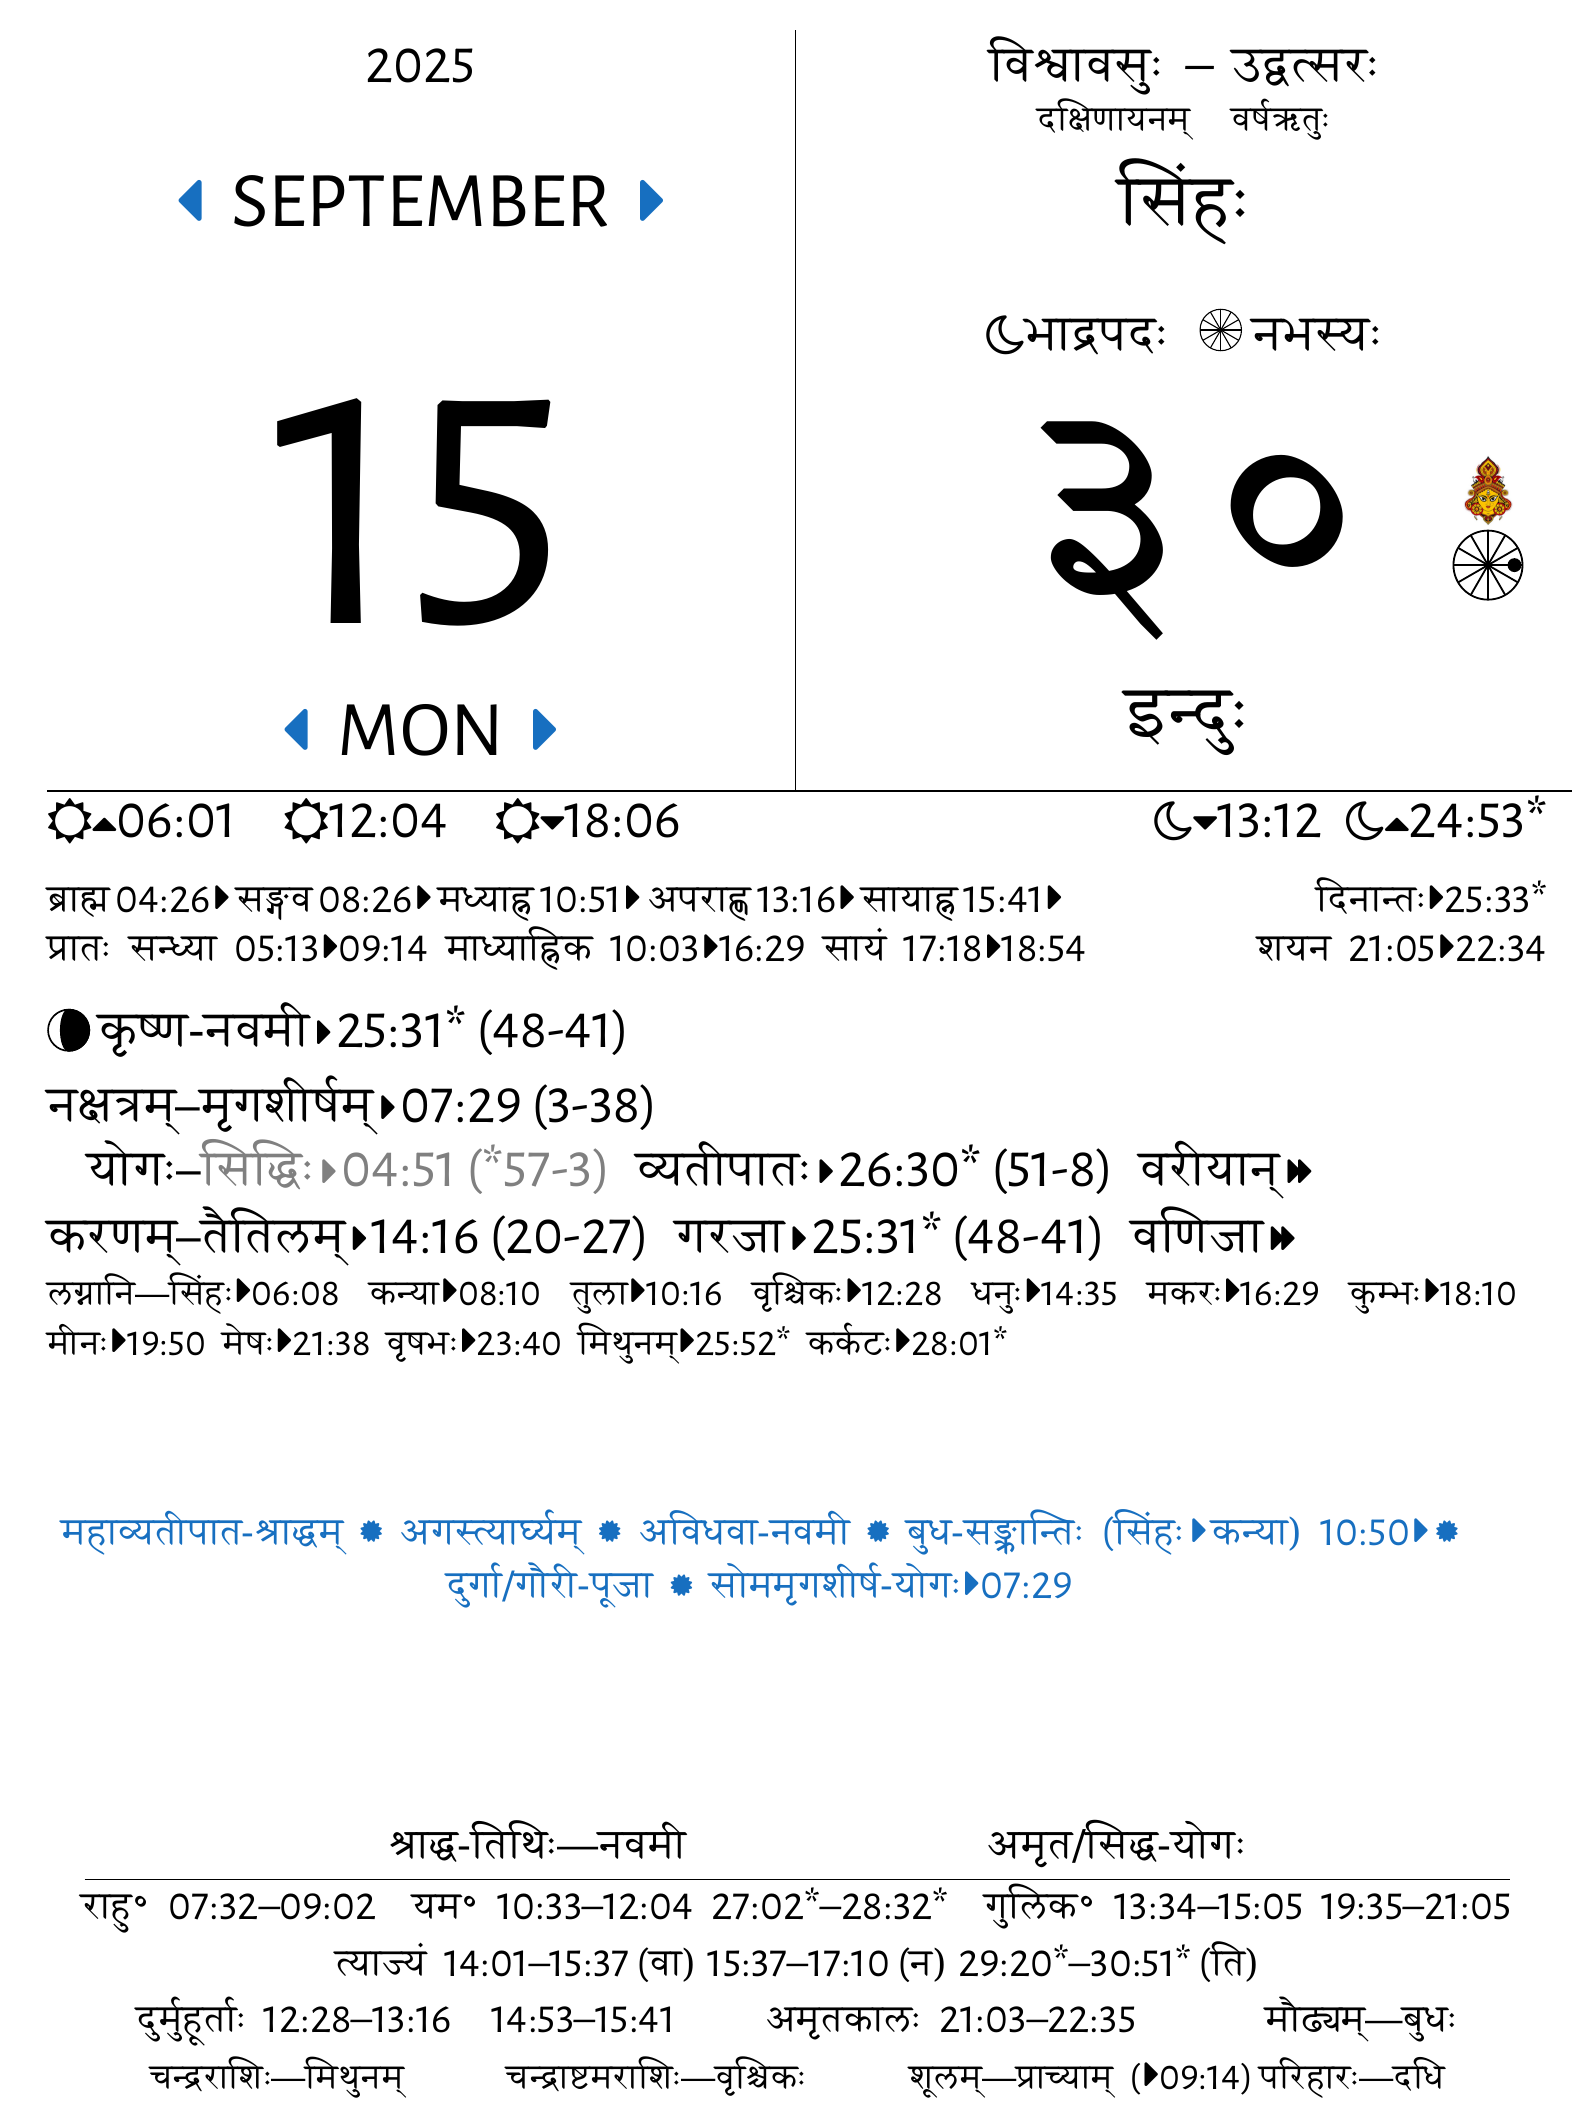 2025
SEPTEMBER
15
MON
विश्वावसुः – उद्वत्सरः
दक्षिणायनम् वर्षऋतुः
सिंहः
भाद्रपदः नभस्यः
३०
इन्दुः
06:01 12:04 18:06 13:12 24:53*
ब्राह्म 04:26 सङ्गव 08:26 मध्याह्न 10:51 अपराह्ण 13:16 सायाह्न 15:41 दिनान्तः 25:33*
प्रातः सन्ध्या 05:13 09:14 माध्याह्निक 10:03 16:29 सायं 17:18 18:54 शयन 21:05 22:34
कृष्ण-नवमी 25:31* (48-41)
नक्षत्रम्–मृगशीर्षम् 07:29 (3-38)
योगः–सिद्धिः 04:51 (*57-3) व्यतीपातः 26:30* (51-8) वरीयान्
करणम्–तैतिलम् 14:16 (20-27) गरजा 25:31* (48-41) वणिजा
लग्नानि—सिंहः 06:08 कन्या 08:10 तुला 10:16 वृश्चिकः 12:28 धनुः 14:35 मकरः 16:29 कुम्भः 18:10
मीनः 19:50 मेषः 21:38 वृषभः 23:40 मिथुनम् 25:52* कर्कटः 28:01*
महाव्यतीपात-श्राद्धम् ✹ अगस्त्यार्घ्यम् ✹ अविधवा-नवमी ✹ बुध-सङ्क्रान्तिः (सिंहः कन्या) 10:50 ✹
दुर्गा/गौरी-पूजा ✹ सोममृगशीर्ष-योगः 07:29
श्राद्ध-तिथिः—नवमी अमृत/सिद्ध-योगः
राहु॰ 07:32–09:02 यम॰ 10:33–12:04 27:02*–28:32* गुलिक॰ 13:34–15:05 19:35–21:05
त्याज्यं 14:01–15:37 (वा) 15:37–17:10 (न) 29:20*–30:51* (ति)
दुर्मुहूर्ताः 12:28–13:16 14:53–15:41 अमृतकालः 21:03–22:35 मौढ्यम्—बुधः
चन्द्रराशिः—मिथुनम् चन्द्राष्टमराशिः—वृश्चिकः शूलम्—प्राच्याम् (09:14) परिहारः—दधि